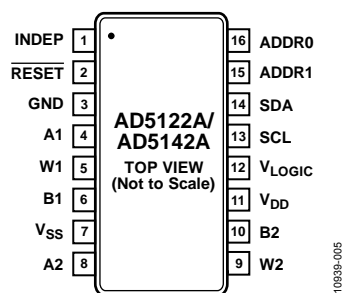 INDEP 1
RESET 2
GND 3
A1 4
W1 5
B1 6
VSS 7
A2 8
AD5122A/
AD5142A
TOP VIEW
(Not to Scale)
16 ADDR0
15 ADDR1
14 SDA
13 SCL
12 VLOGIC
11 VDD
10 B2
9 W2
10939-005